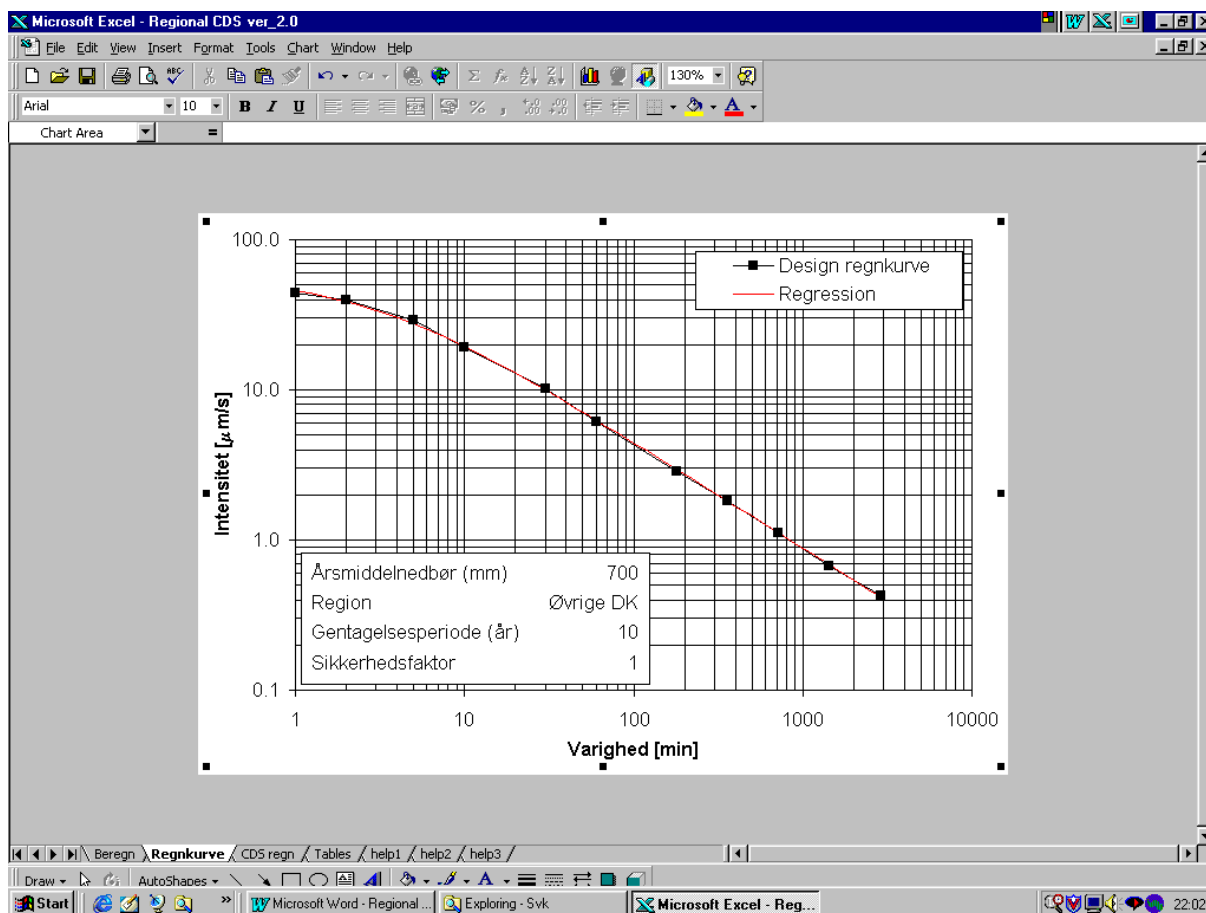 Microsoft Excel - Regional CDS ver_2.0
File Edit View Insert Format Tools Chart Window Help
130%
Arial 10 B I U
Chart Area =
100.0
10.0
1.0
0.1
Intensitet [μm/s]
Design regnkurve
Regression
Årsmiddelnedbør (mm) 700
Region Øvrige DK
Gentagelsesperiode (år) 10
Sikkerhedsfaktor 1
1 10 100 1000 10000
Varighed [min]
Beregn Regnkurve CDS regn Tables help1 help2 help3
Draw AutoShapes
Start Microsoft Word - Regional ... Exploring - Svk Microsoft Excel - Reg... 22:02